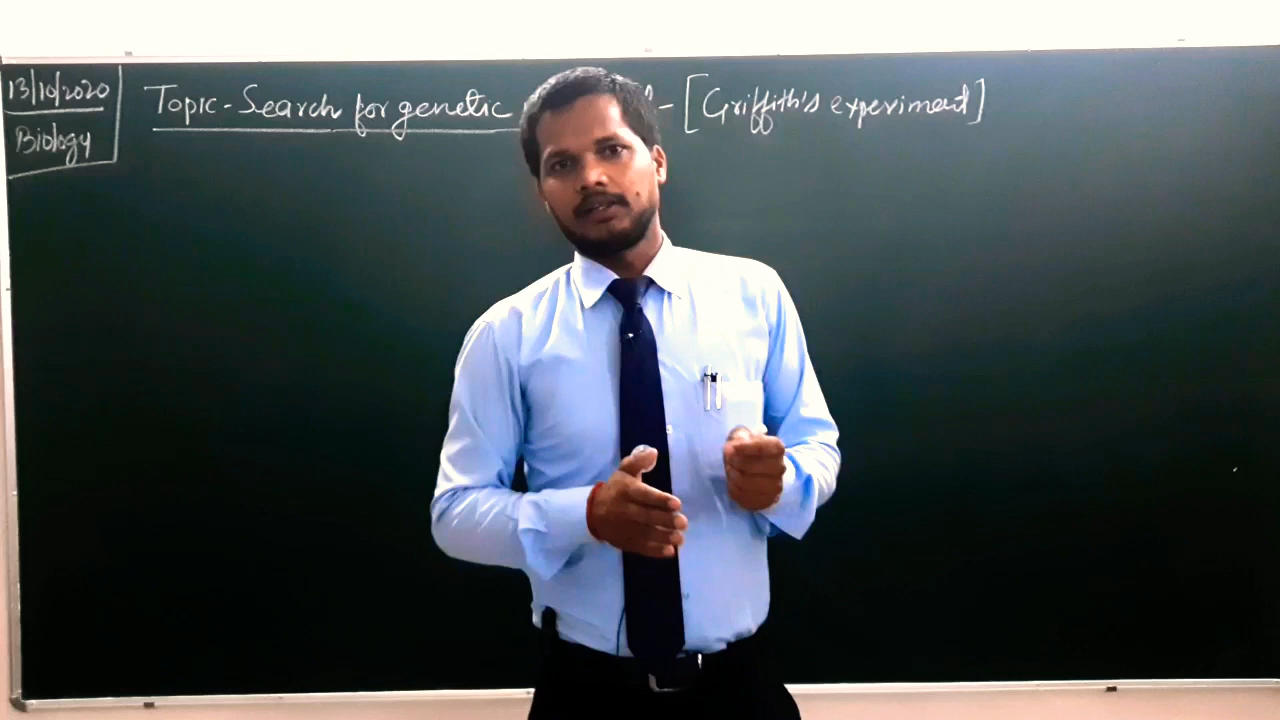 13/10/2020
Biology
Topic - Search for genetic - [Griffith's experiment]